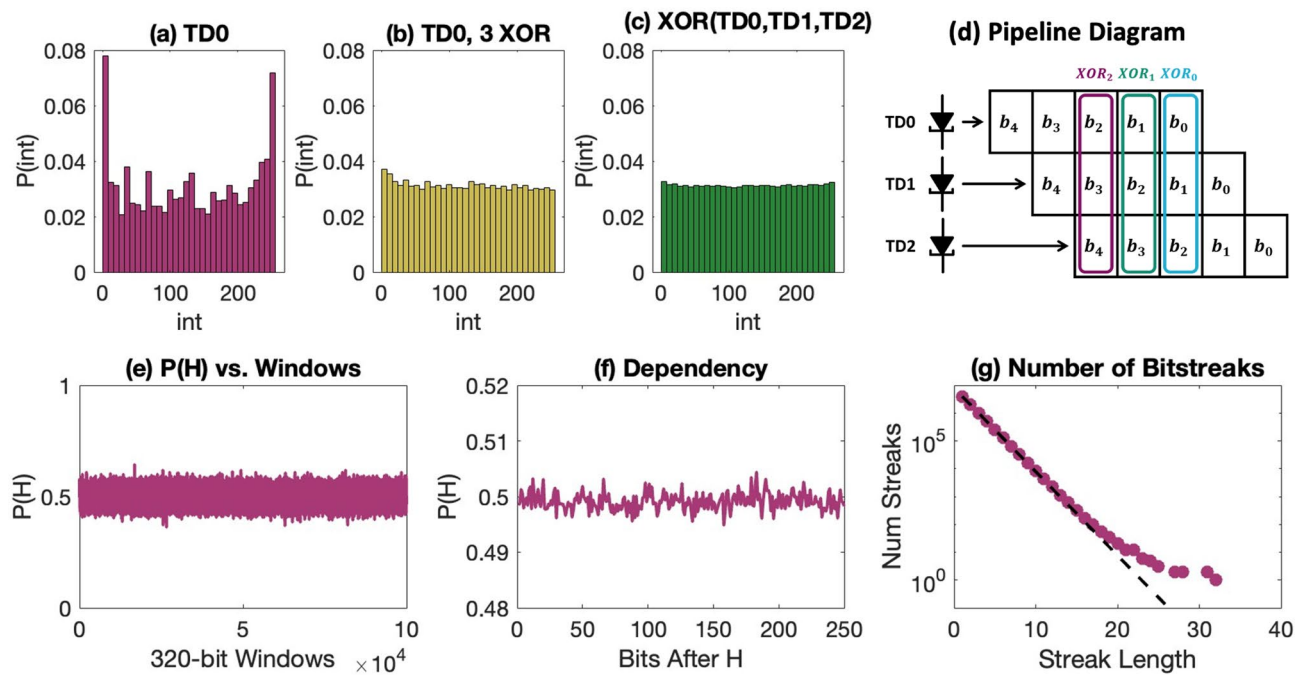 (a) TD0
P(int)
0.08
0.06
0.04
0.02
0
0
100
200
int
(b) TD0, 3 XOR
P(int)
0.08
0.06
0.04
0.02
0
0
100
200
int
(c) XOR(TD0,TD1,TD2)
P(int)
0.08
0.06
0.04
0.02
0
0
100
200
int
(d) Pipeline Diagram
XOR₂ XOR₁ XOR₀
TD0 b₄ b₃ b₂ b₁ b₀
TD1 b₄ b₃ b₂ b₁ b₀
TD2 b₄ b₃ b₂ b₁ b₀
(e) P(H) vs. Windows
P(H)
1
0.5
0
0 5 10
320-bit Windows ×10⁴
(f) Dependency
P(H)
0.52
0.51
0.5
0.49
0.48
0 50 100 150 200 250
Bits After H
(g) Number of Bitstreaks
Num Streaks
10⁵
10⁰
0 10 20 30 40
Streak Length